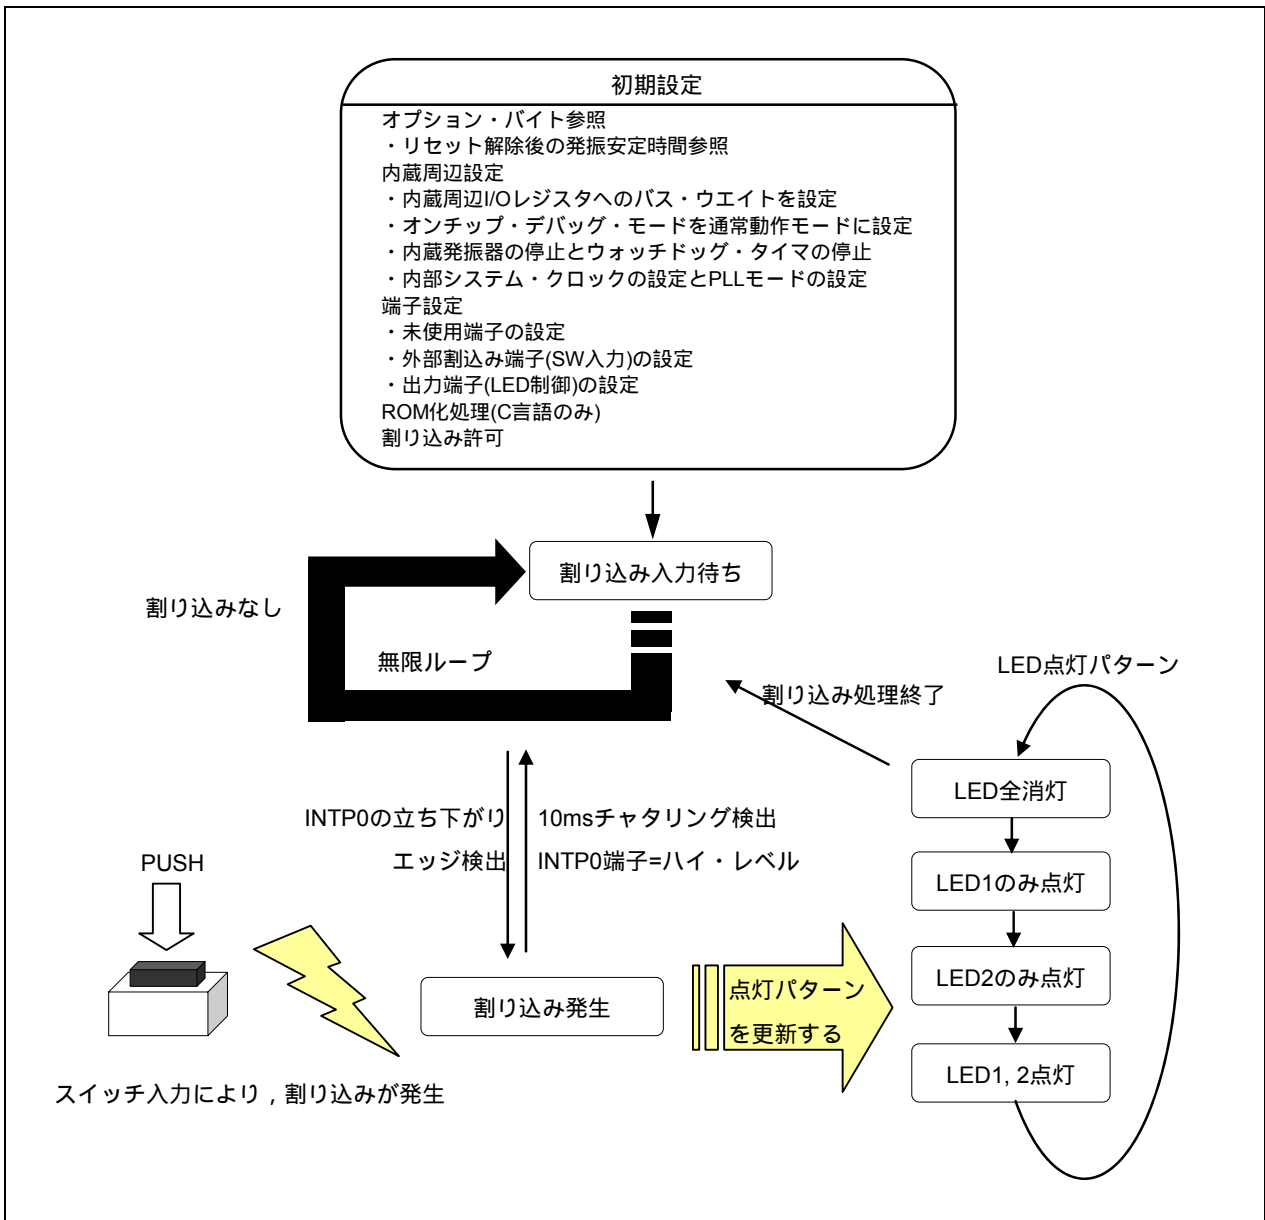 初期設定
オプション・バイト参照
・リセット解除後の発振安定時間参照
内蔵周辺設定
・内蔵周辺I/Oレジスタへのバス・ウエイトを設定
・オンチップ・デバッグ・モードを通常動作モードに設定
・内蔵発振器の停止とウォッチドッグ・タイマの停止
・内部システム・クロックの設定とPLLモードの設定
端子設定
・未使用端子の設定
・外部割込み端子(SW入力)の設定
・出力端子(LED制御)の設定
ROM化処理(C言語のみ)
割り込み許可
割り込み入力待ち
割り込みなし
無限ループ
LED点灯パターン
割り込み処理終了
LED全消灯
INTP0の立ち下がり
エッジ検出
10msチャタリング検出
INTP0端子=ハイ・レベル
PUSH
LED1のみ点灯
LED2のみ点灯
点灯パターン
を更新する
割り込み発生
LED1, 2点灯
スイッチ入力により，割り込みが発生